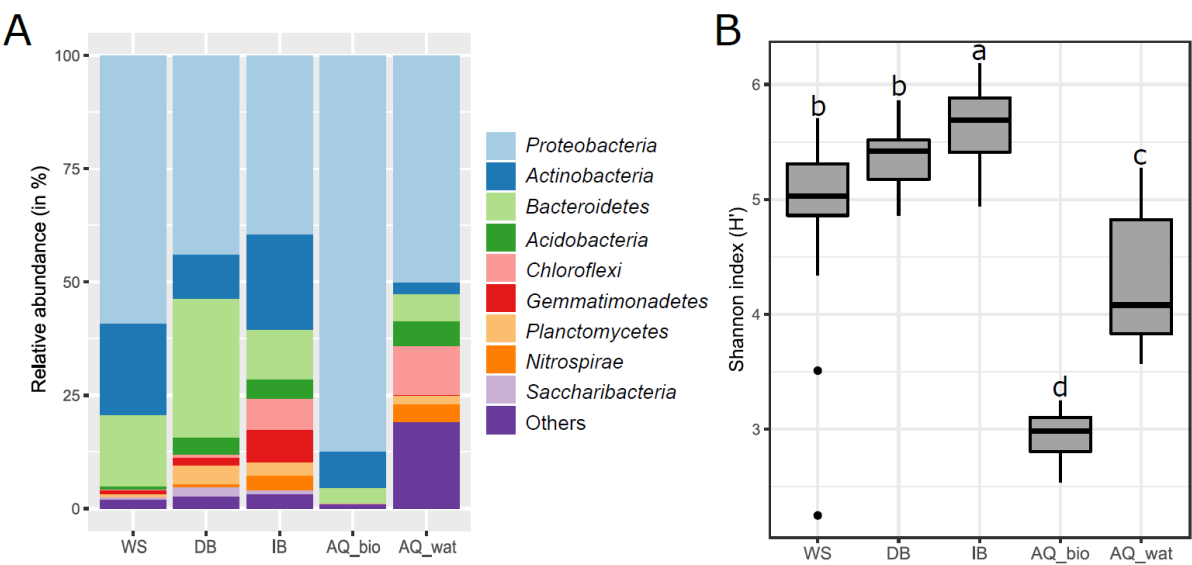 A
100
75
50
25
0
Relative abundance (in %)
WS DB IB AQ_bio AQ_wat
Proteobacteria
Actinobacteria
Bacteroidetes
Acidobacteria
Chloroflexi
Gemmatimonadetes
Planctomycetes
Nitrospirae
Saccharibacteria
Others
B
6
5
4
3
Shannon index (H')
b b a d c
WS DB IB AQ_bio AQ_wat